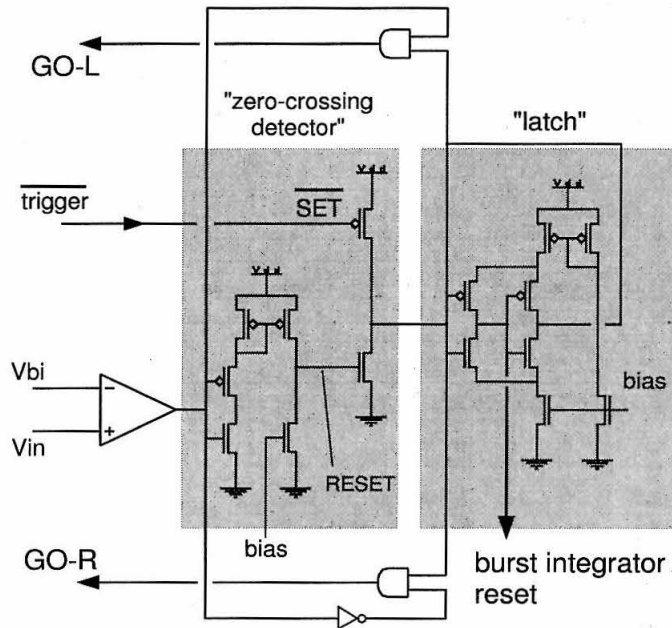 GO-L
"zero-crossing
detector"
"latch"
Vdd
trigger
SET
Vdd
Vdd
Vbi
−
Vin
+
bias
RESET
bias
GO-R
burst integrator
reset